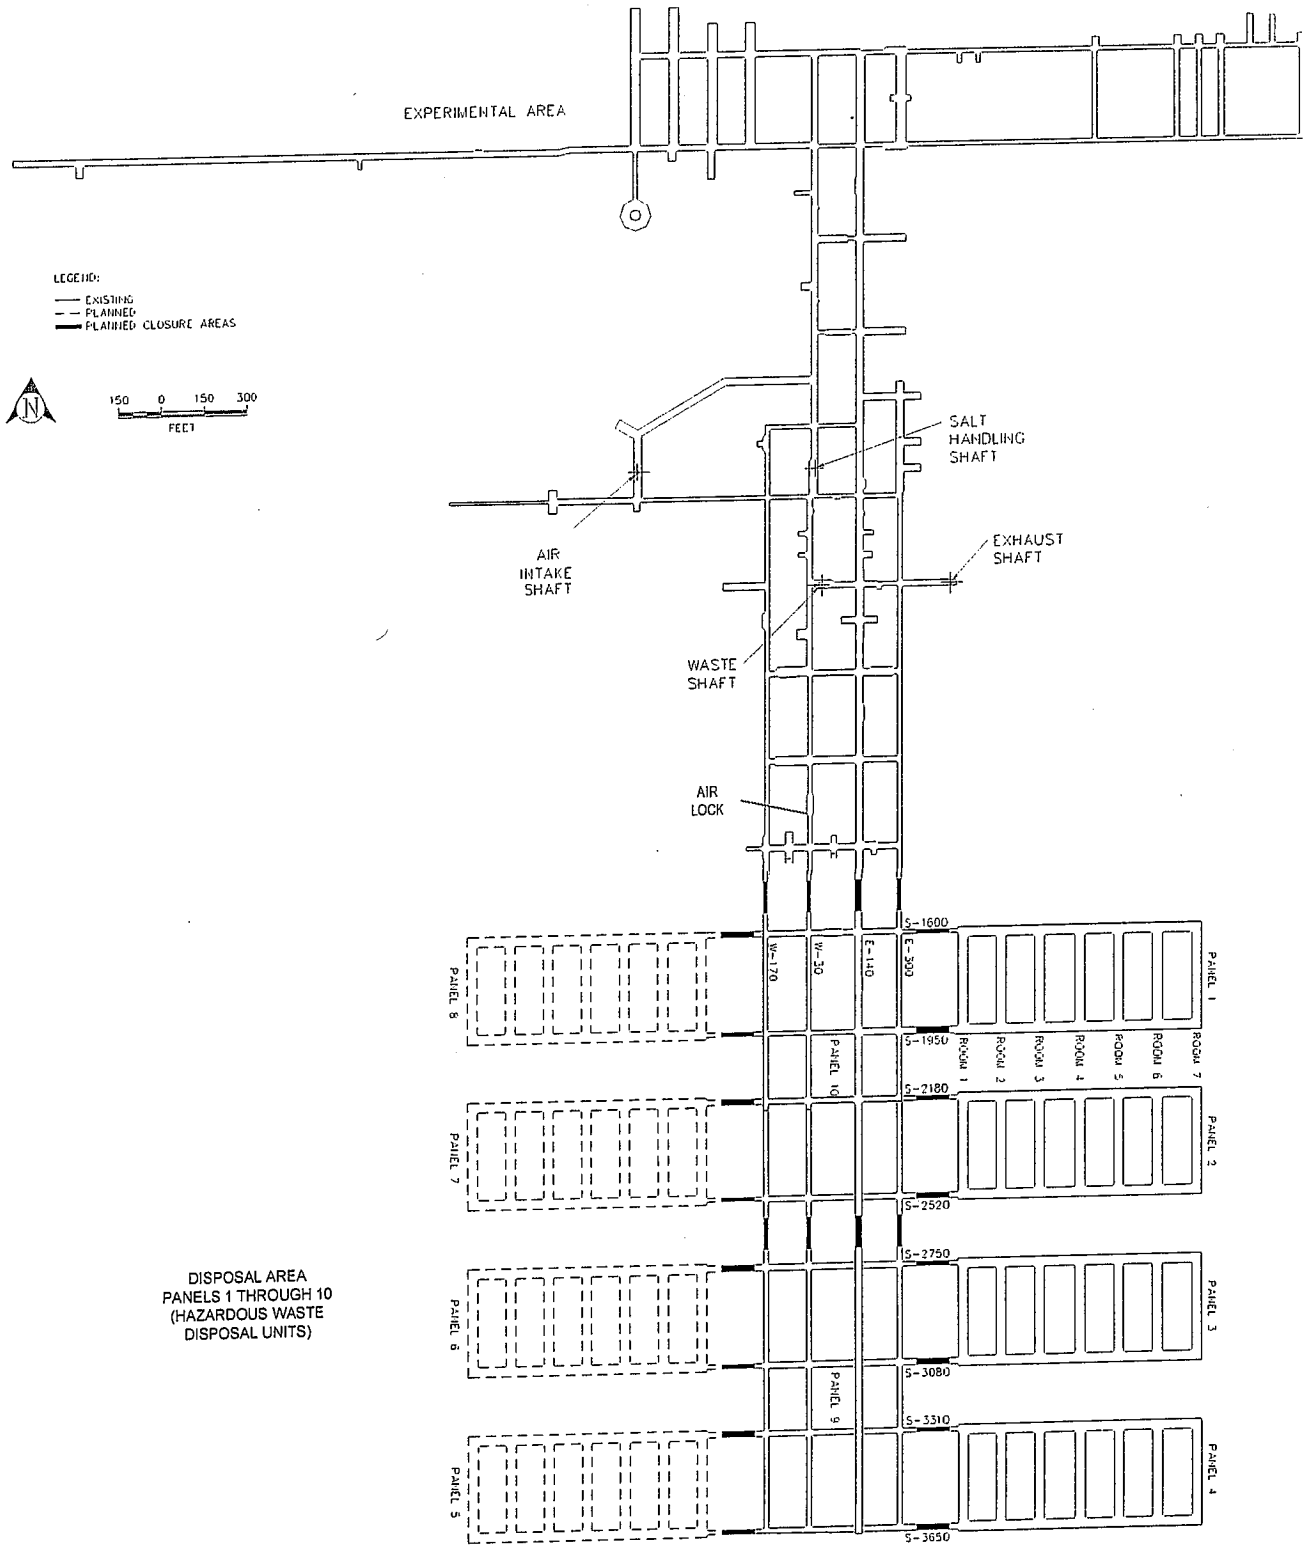 EXPERIMENTAL AREA
LEGEND:
EXISTING
PLANNED
PLANNED CLOSURE AREAS
N
150 0 150 300
FEET
SALT
HANDLING
SHAFT
AIR
INTAKE
SHAFT
EXHAUST
SHAFT
WASTE
SHAFT
AIR
LOCK
S-1600
W-170
W-30
E-140
E-300
PANEL 8
PANEL 1
S-1950
PANEL 10
ROOM 1
ROOM 2
ROOM 3
ROOM 4
ROOM 5
ROOM 6
ROOM 7
S-2180
PANEL 7
PANEL 2
S-2520
S-2750
DISPOSAL AREA
PANELS 1 THROUGH 10
(HAZARDOUS WASTE
DISPOSAL UNITS)
PANEL 6
PANEL 3
S-3080
PANEL 9
S-3310
PANEL 5
PANEL 4
S-3650